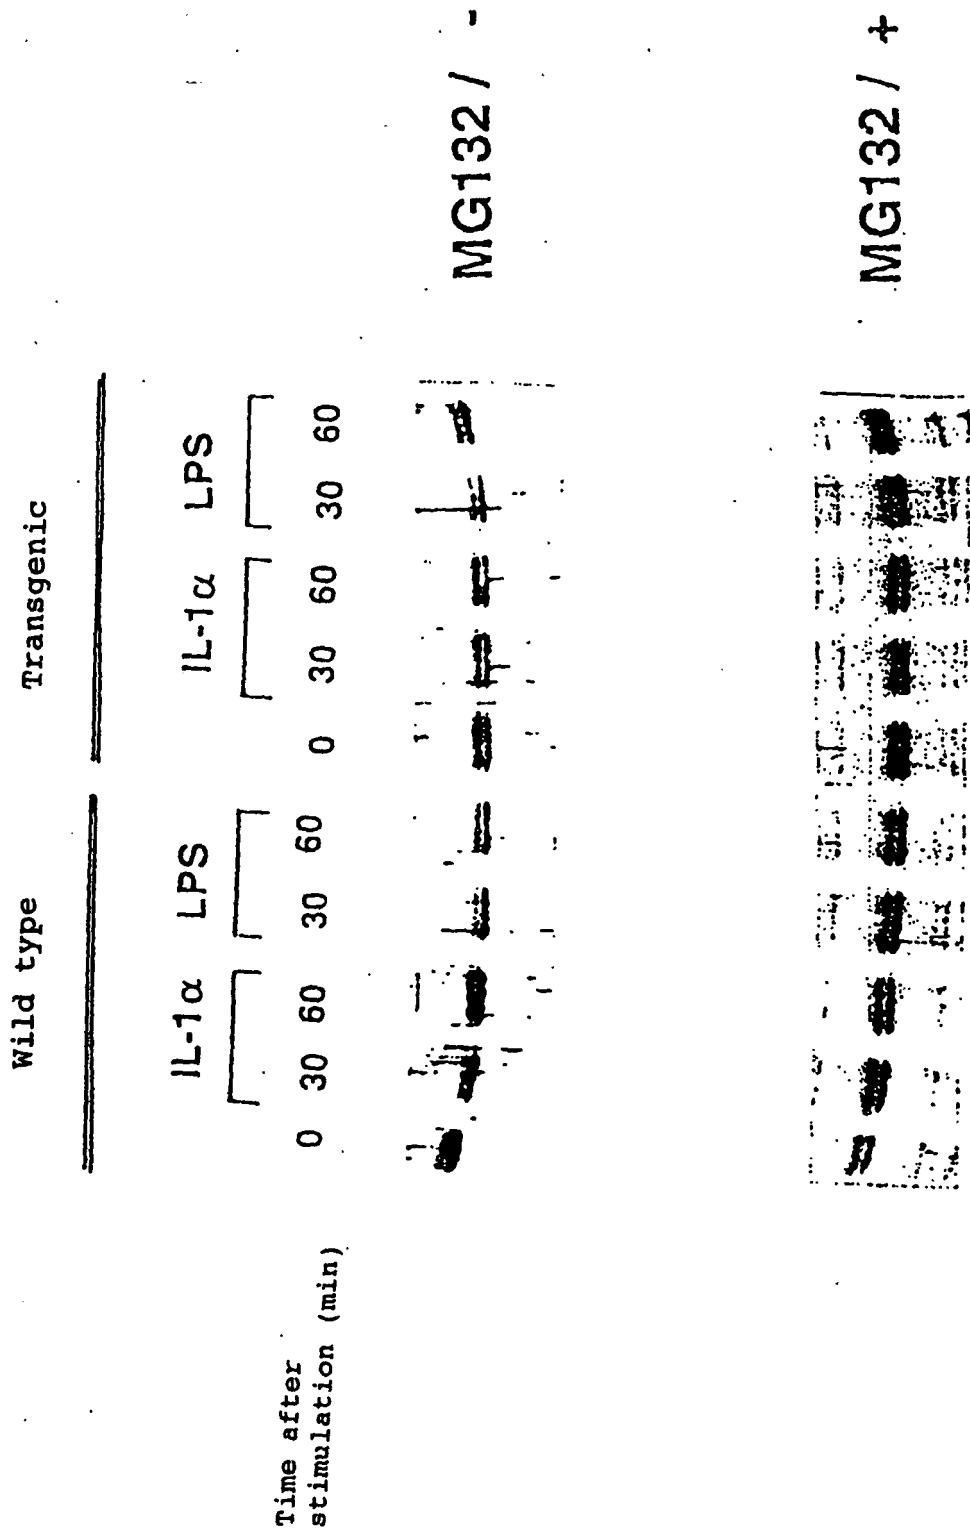 Wild type Transgenic
IL-1α LPS IL-1α LPS
Time after
stimulation (min)
0 30 60 30 60 0 30 60 30 60
MG132 / -
MG132 / +